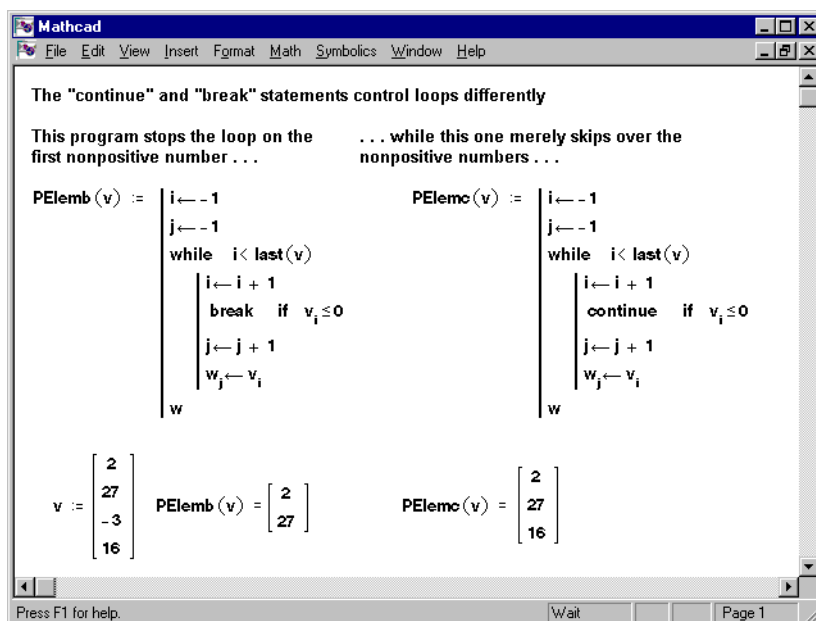 Mathcad
File Edit View Insert Format Math Symbolics Window Help
The "continue" and "break" statements control loops differently
This program stops the loop on the
first nonpositive number . . .
. . . while this one merely skips over the
nonpositive numbers . . .
PElemb(v) :=
i←-1
j←-1
while i< last(v)
i←i + 1
break if v_i ≤0
j←j + 1
w_j←v_i
w
PElemc(v) :=
i←-1
j←-1
while i< last(v)
i←i + 1
continue if v_i ≤0
j←j + 1
w_j←v_i
w
v :=
2
27
-3
16
PElemb(v) =
2
27
PElemc(v) =
2
27
16
Press F1 for help.
Wait
Page 1